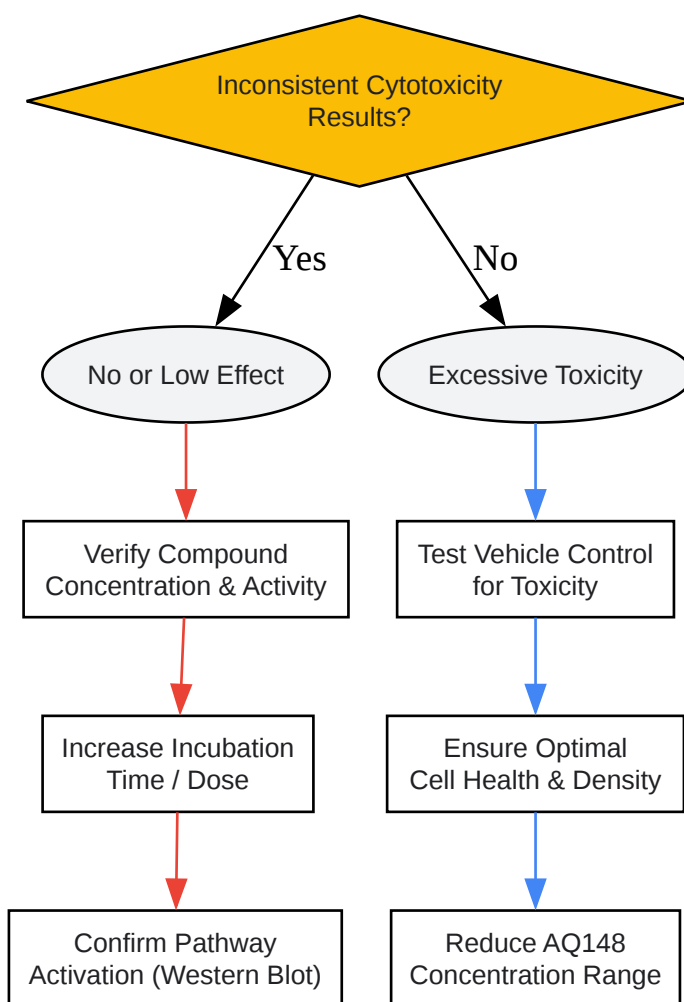 Inconsistent Cytotoxicity
Results?
Yes
No
No or Low Effect
Excessive Toxicity
Verify Compound
Concentration & Activity
Test Vehicle Control
for Toxicity
Increase Incubation
Time / Dose
Ensure Optimal
Cell Health & Density
Confirm Pathway
Activation (Western Blot)
Reduce AQ148
Concentration Range